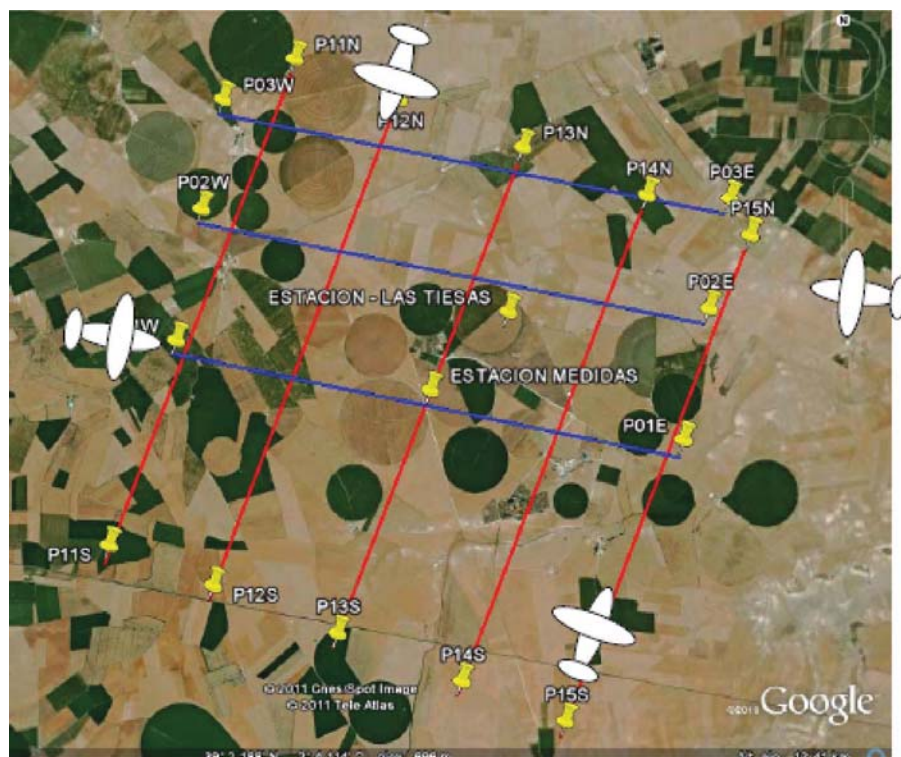 N
P11N
P03W
P12N
P13N
P14N
P03E
P02W
P15N
P02E
ESTACION - LAS TIESAS
ESTACION MEDIDAS
P01E
P11S
P12S
P13S
P14S
P15S
© 2011 Cnes/Spot Image
© 2011 Tele Atlas
Google